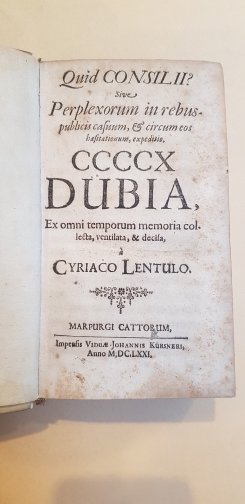 Quid CONSILII?
Sive
Perplexorum in rebus-
publicis casuum, & circum eos
hæsitationum, expeditio,
CCCCX
DUBIA,
Ex omni temporum memoria col-
lecta, ventilata, & decisa,
à
CYRIACO LENTULO.
MARPURGI CATTORUM,
Impensis VIDUÆ JOHANNIS KÜRSNERI,
Anno M,DC.LXXI.